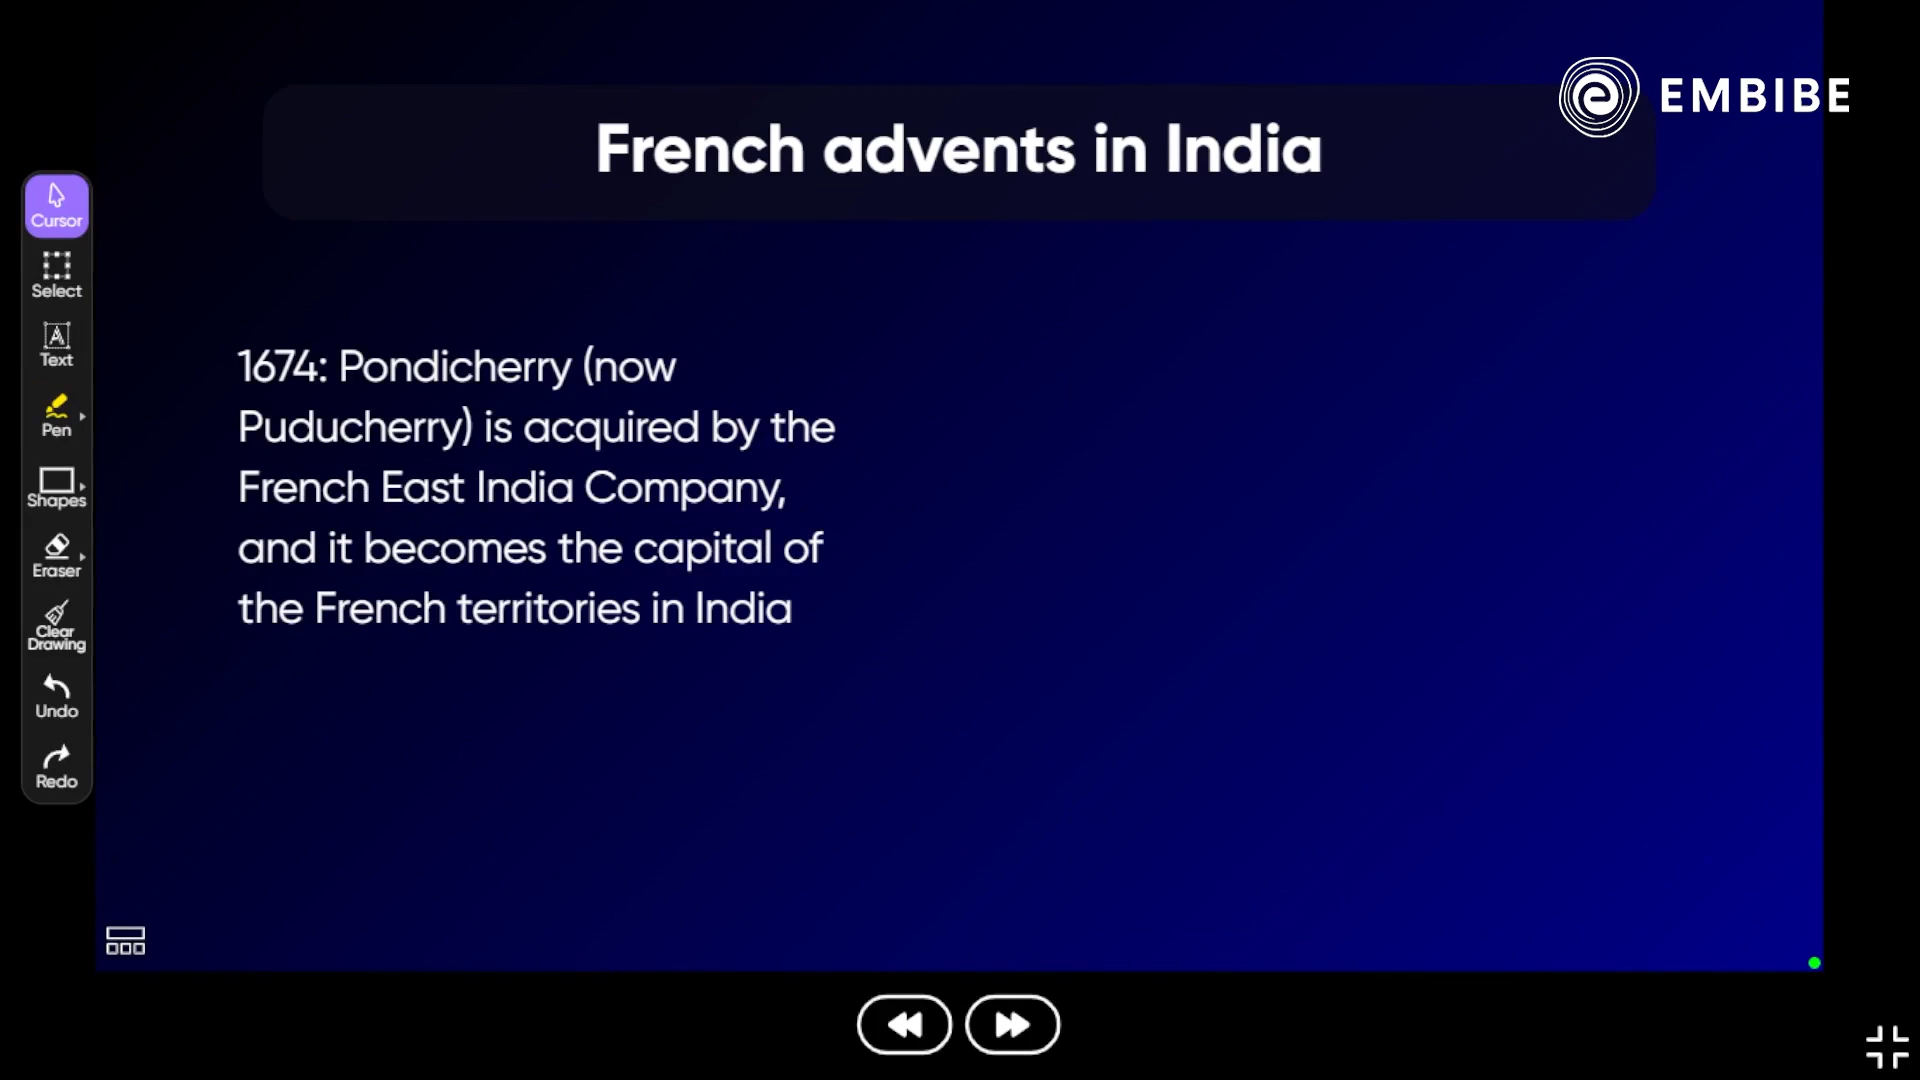 EMBIBE
French advents in India
Cursor
Select
Text
Pen
Shapes
Eraser
Clear
Drawing
Undo
Redo
1674: Pondicherry (now
Puducherry) is acquired by the
French East India Company,
and it becomes the capital of
the French territories in India